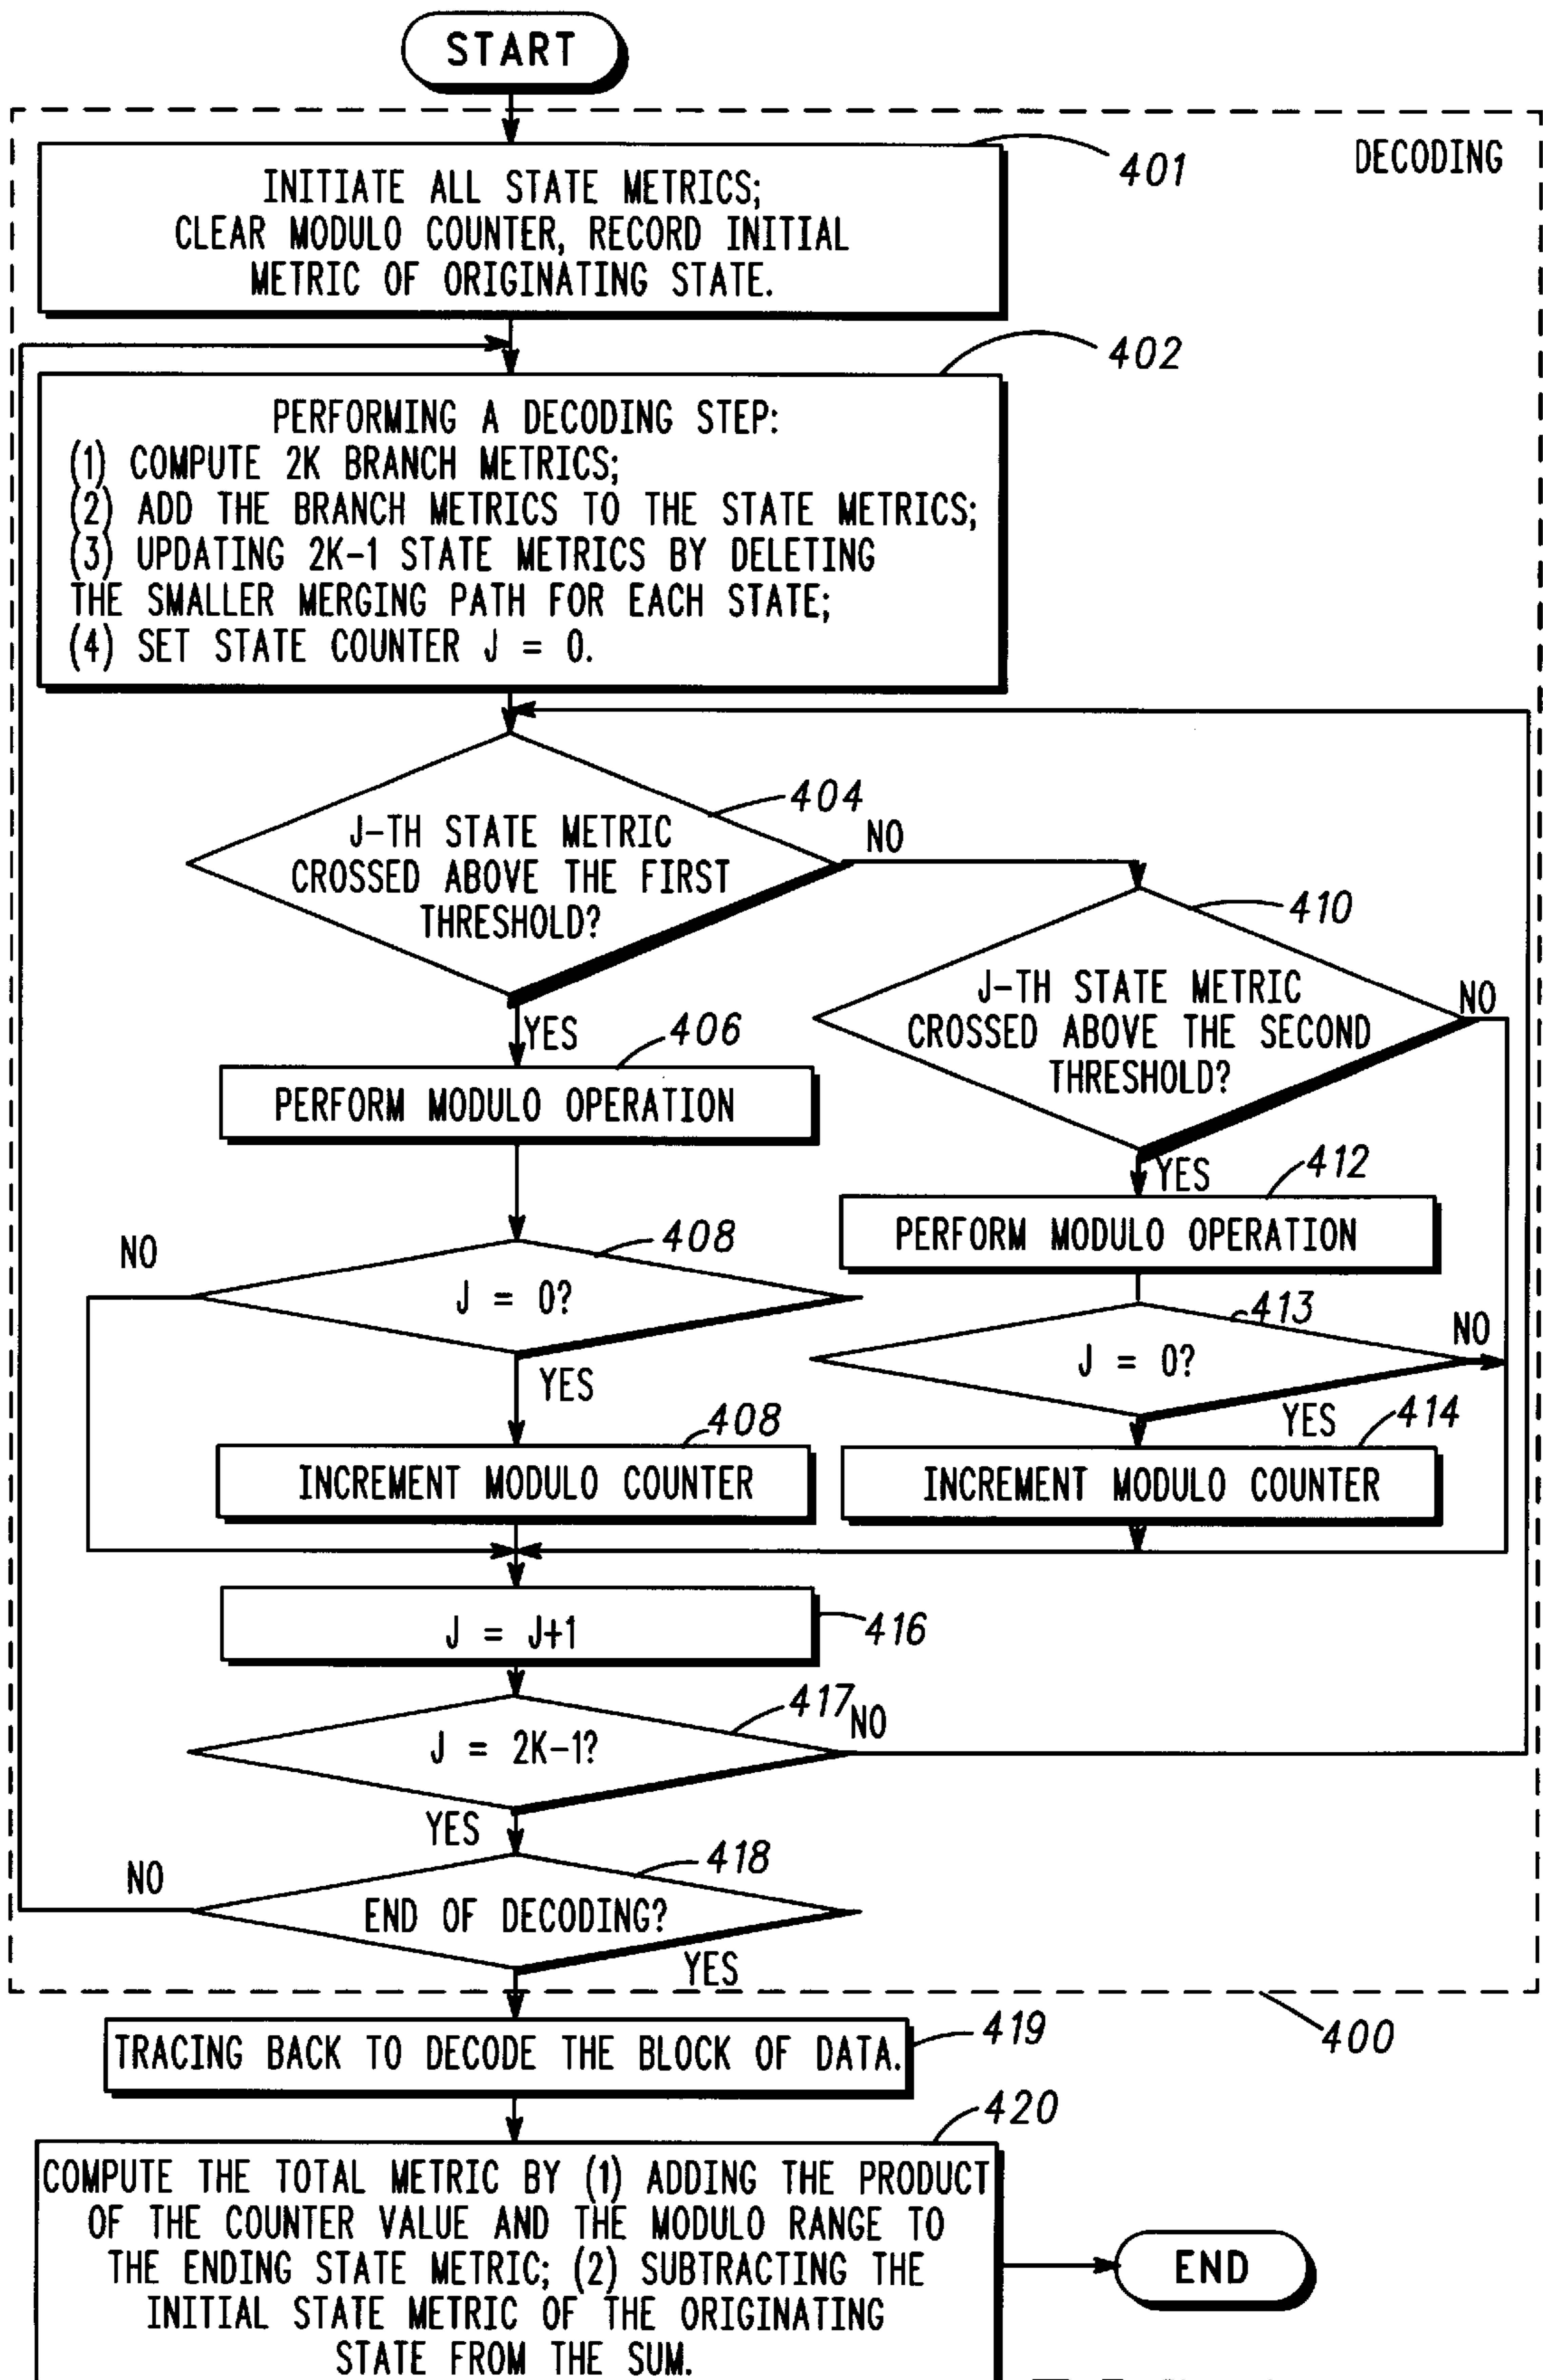 START
DECODING
401
INITIATE ALL STATE METRICS;
CLEAR MODULO COUNTER, RECORD INITIAL
METRIC OF ORIGINATING STATE.
402
PERFORMING A DECODING STEP:
(1) COMPUTE 2K BRANCH METRICS;
(2) ADD THE BRANCH METRICS TO THE STATE METRICS;
(3) UPDATING 2K-1 STATE METRICS BY DELETING
THE SMALLER MERGING PATH FOR EACH STATE;
(4) SET STATE COUNTER J = 0.
404
J-TH STATE METRIC
CROSSED ABOVE THE FIRST
THRESHOLD?
NO
YES
410
J-TH STATE METRIC
CROSSED ABOVE THE SECOND
THRESHOLD?
NO
YES
406
PERFORM MODULO OPERATION
412
PERFORM MODULO OPERATION
408
NO
J = 0?
YES
413
J = 0?
NO
YES
408
INCREMENT MODULO COUNTER
414
INCREMENT MODULO COUNTER
J = J+1
416
417
J = 2K-1?
NO
YES
418
NO
END OF DECODING?
YES
400
TRACING BACK TO DECODE THE BLOCK OF DATA.
419
420
COMPUTE THE TOTAL METRIC BY (1) ADDING THE PRODUCT
OF THE COUNTER VALUE AND THE MODULO RANGE TO
THE ENDING STATE METRIC; (2) SUBTRACTING THE
INITIAL STATE METRIC OF THE ORIGINATING
STATE FROM THE SUM.
END